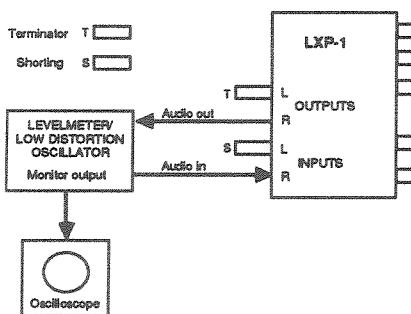 Terminator T
Shorting S
LXP-1
T L
OUTPUTS
Audio out R
LEVELMETER/
LOW DISTORTION
OSCILLATOR
Monitor output
S L
INPUTS
Audio in R
Oscilloscope